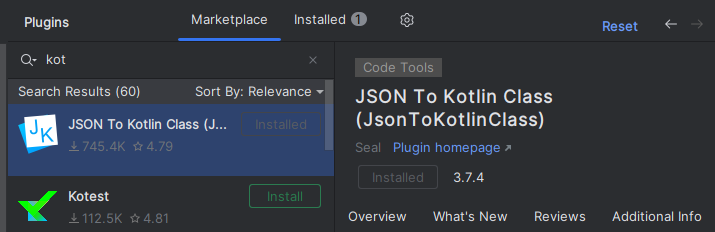 Plugins
Marketplace
Installed 1
Reset
kot
Search Results (60)
Sort By: Relevance
JK
JSON To Kotlin Class (J...
Installed
745.4K
4.79
Kotest
Install
112.5K
4.81
Code Tools
JSON To Kotlin Class
(JsonToKotlinClass)
Seal
Plugin homepage
Installed
3.7.4
Overview
What's New
Reviews
Additional Info